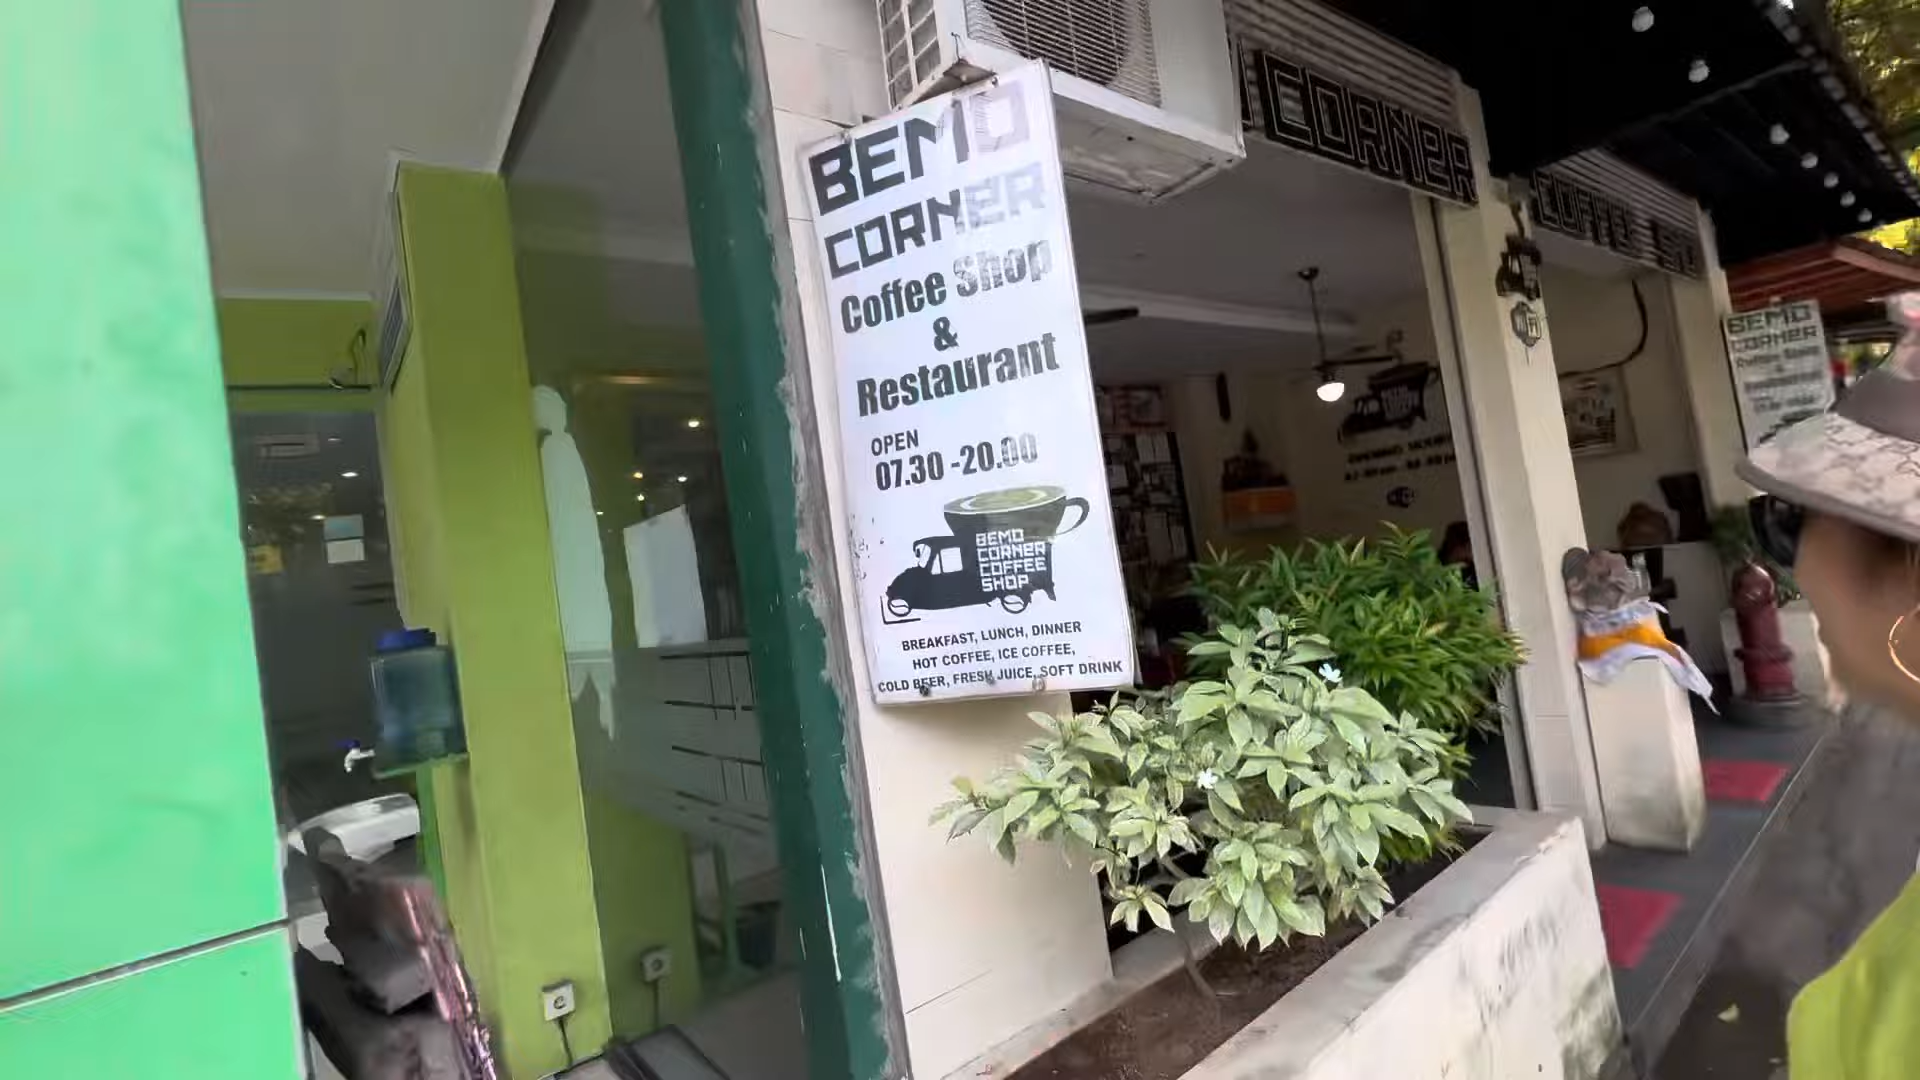 BEMO
CORNER
Coffee Shop
&
Restaurant
OPEN
07.30 -20.00
BEMO
CORNER
COFFEE
SHOP
BREAKFAST, LUNCH, DINNER
HOT COFFEE, ICE COFFEE,
COLD BEER, FRESH JUICE, SOFT DRINK
CORNER
BEMO
CORNER